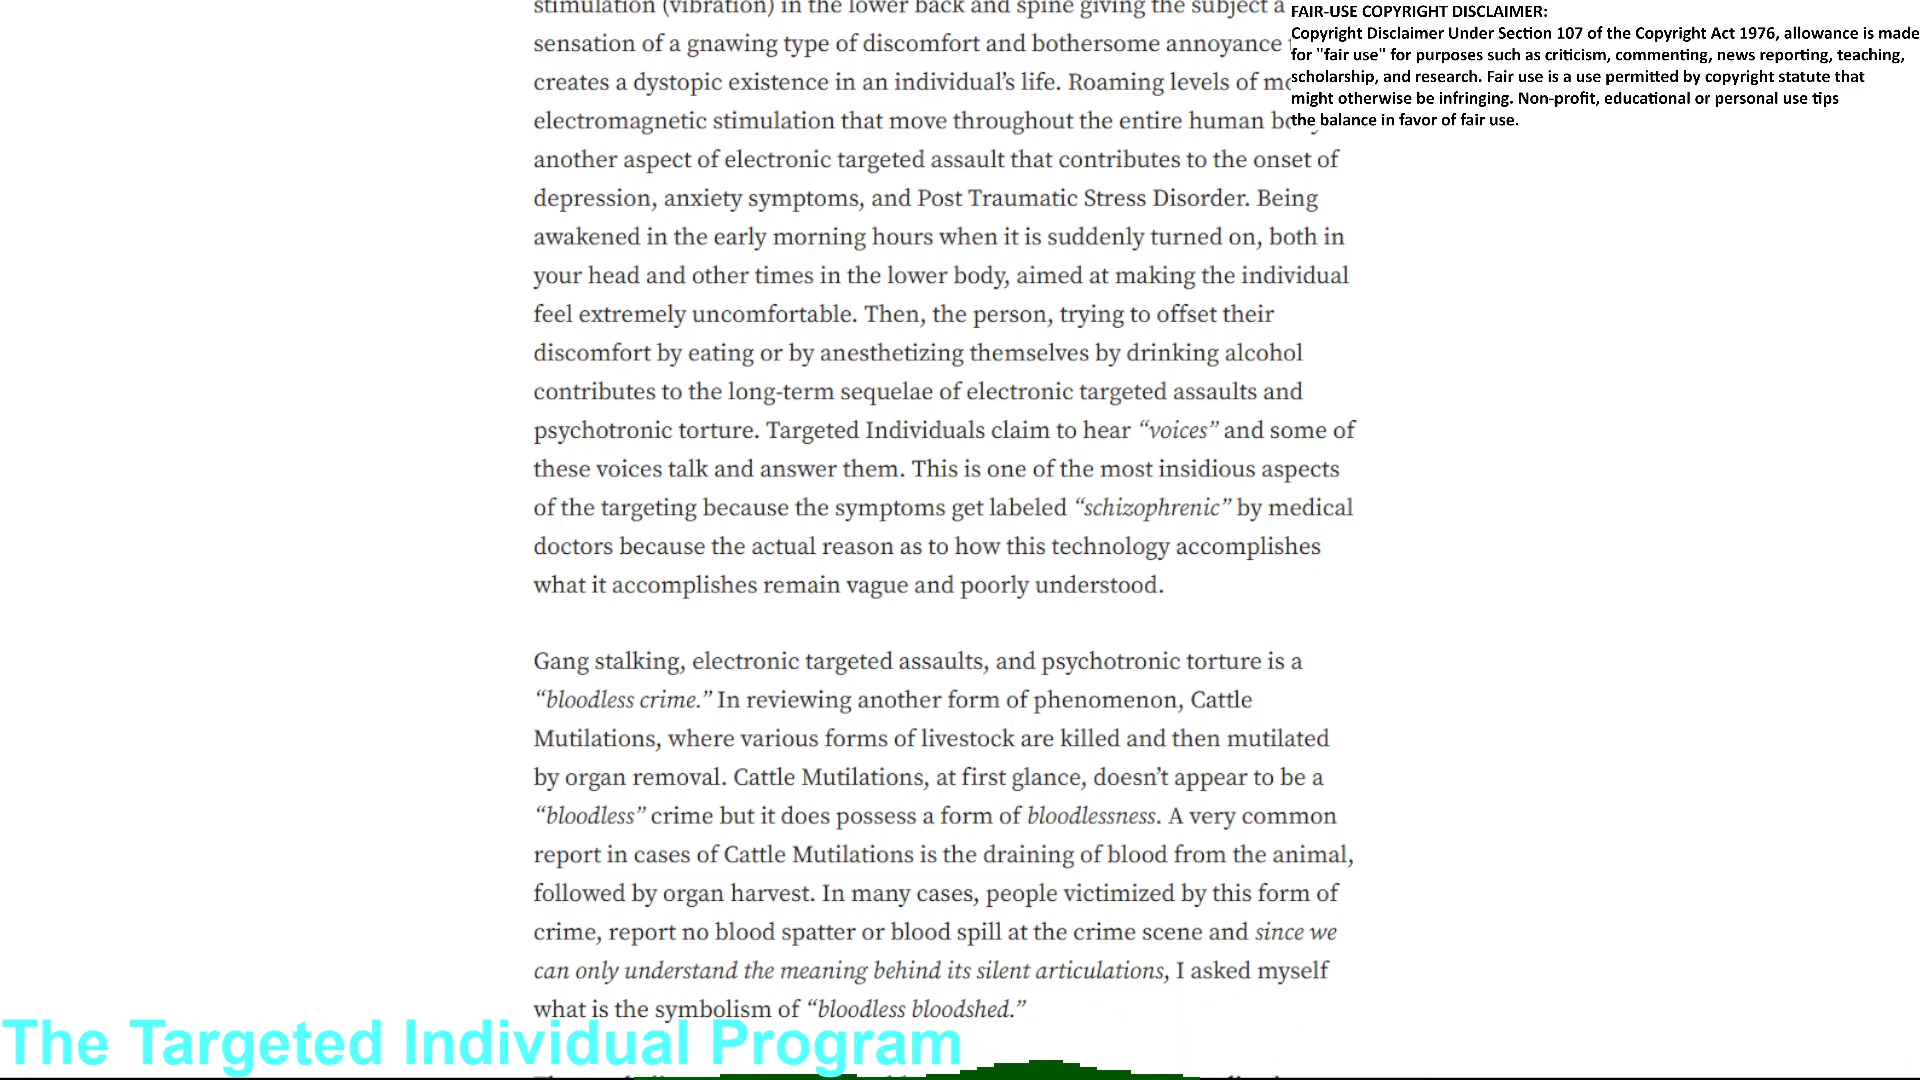 stimulation (vibration) in the lower back and spine giving the subject a
sensation of a gnawing type of discomfort and bothersome annoyance
creates a dystopic existence in an individual’s life. Roaming levels of
electromagnetic stimulation that move throughout the entire human
another aspect of electronic targeted assault that contributes to the onset of
depression, anxiety symptoms, and Post Traumatic Stress Disorder. Being
awakened in the early morning hours when it is suddenly turned on, both in
your head and other times in the lower body, aimed at making the individual
feel extremely uncomfortable. Then, the person, trying to offset their
discomfort by eating or by anesthetizing themselves by drinking alcohol
contributes to the long-term sequelae of electronic targeted assaults and
psychotronic torture. Targeted Individuals claim to hear “voices” and some of
these voices talk and answer them. This is one of the most insidious aspects
of the targeting because the symptoms get labeled “schizophrenic” by medical
doctors because the actual reason as to how this technology accomplishes
what it accomplishes remain vague and poorly understood.
Gang stalking, electronic targeted assaults, and psychotronic torture is a
“bloodless crime.” In reviewing another form of phenomenon, Cattle
Mutilations, where various forms of livestock are killed and then mutilated
by organ removal. Cattle Mutilations, at first glance, doesn’t appear to be a
“bloodless” crime but it does possess a form of bloodlessness. A very common
report in cases of Cattle Mutilations is the draining of blood from the animal,
followed by organ harvest. In many cases, people victimized by this form of
crime, report no blood spatter or blood spill at the crime scene and since we
can only understand the meaning behind its silent articulations, I asked myself
what is the symbolism of “bloodless bloodshed.”
FAIR-USE COPYRIGHT DISCLAIMER:
Copyright Disclaimer Under Section 107 of the Copyright Act 1976, allowance is made
for "fair use" for purposes such as criticism, commenting, news reporting, teaching,
scholarship, and research. Fair use is a use permitted by copyright statute that
might otherwise be infringing. Non-profit, educational or personal use tips
the balance in favor of fair use.
The Targeted Individual Program